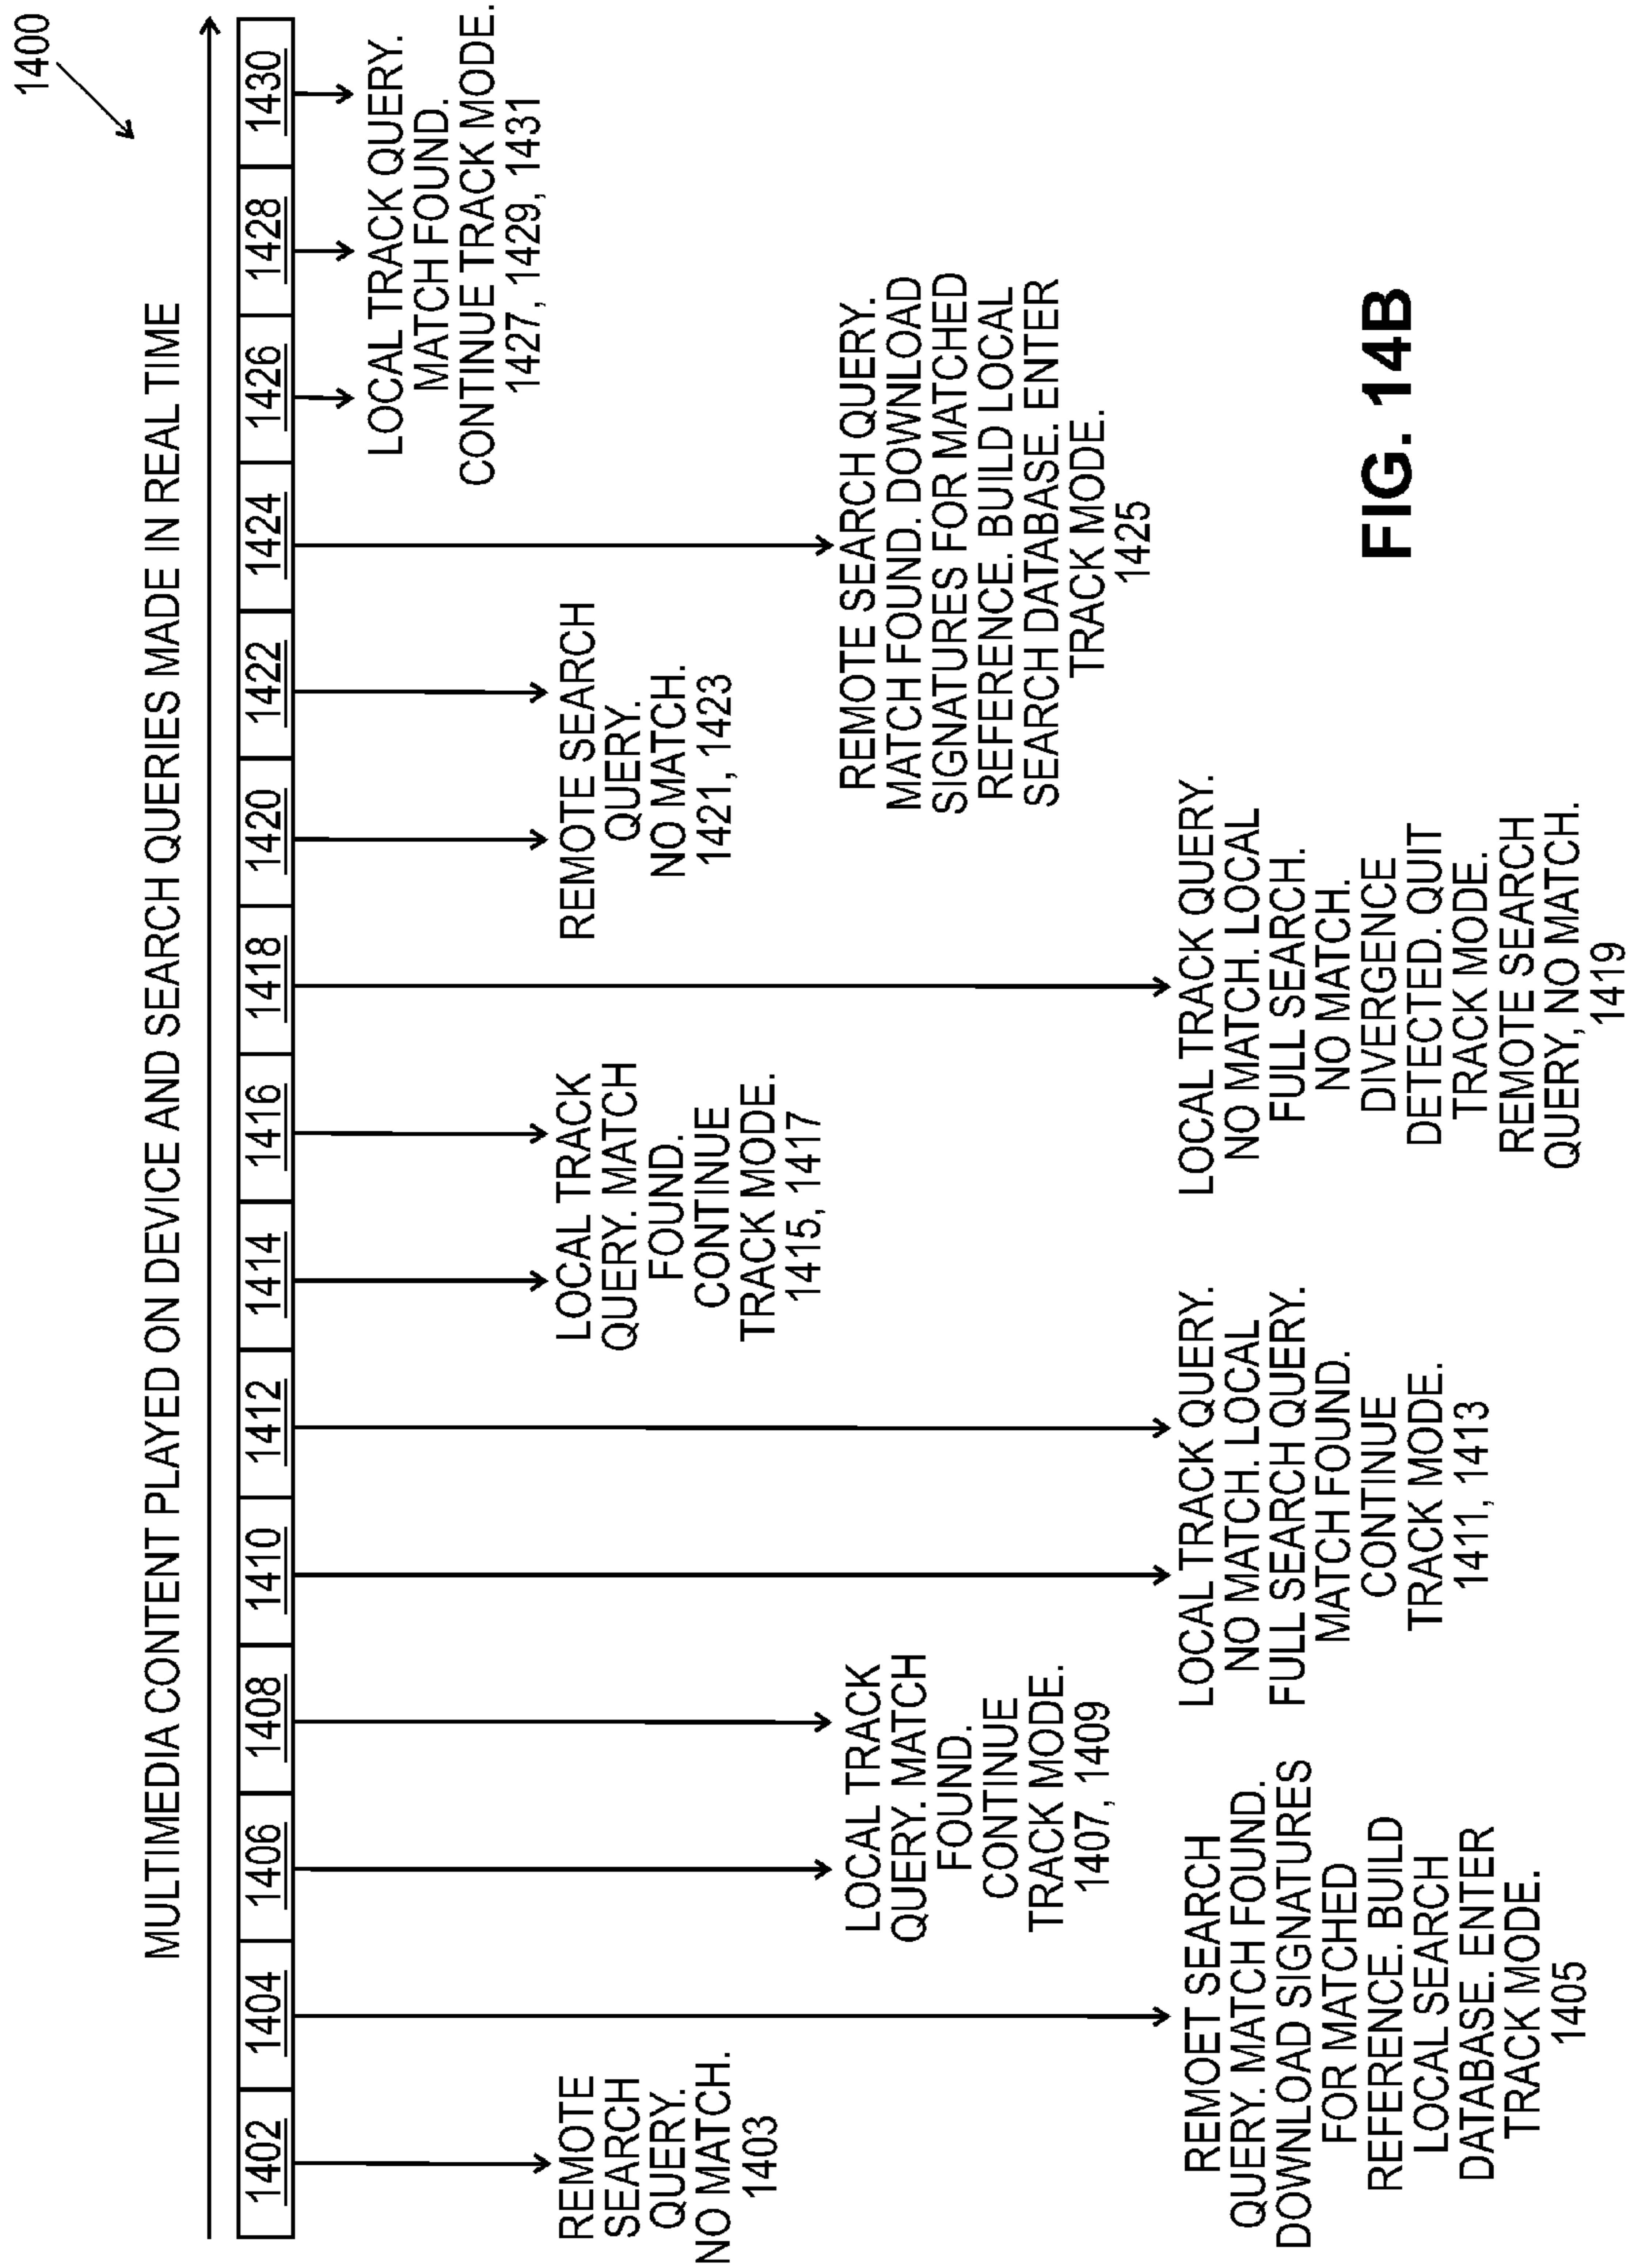 1400
MULTIMEDIA CONTENT PLAYED ON DEVICE AND SEARCH QUERIES MADE IN REAL TIME
1402 1404 1406 1408 1410 1412 1414 1416 1418 1420 1422 1424 1426 1428 1430
REMOTE
SEARCH
QUERY.
NO MATCH.
1403
REMOET SEARCH
QUERY. MATCH FOUND.
DOWNLOAD SIGNATURES
FOR MATCHED
REFERENCE. BUILD
LOCAL SEARCH
DATABASE. ENTER
TRACK MODE.
1405
LOCAL TRACK
QUERY. MATCH
FOUND.
CONTINUE
TRACK MODE.
1407, 1409
LOCAL TRACK QUERY.
NO MATCH. LOCAL
FULL SEARCH QUERY.
MATCH FOUND.
CONTINUE
TRACK MODE.
1411, 1413
LOCAL TRACK
QUERY. MATCH
FOUND.
CONTINUE
TRACK MODE.
1415, 1417
LOCAL TRACK QUERY.
NO MATCH. LOCAL
FULL SEARCH.
NO MATCH.
DIVERGENCE
DETECTED. QUIT
TRACK MODE.
REMOTE SEARCH
QUERY, NO MATCH.
1419
REMOTE SEARCH
QUERY.
NO MATCH.
1421, 1423
REMOTE SEARCH QUERY.
MATCH FOUND. DOWNLOAD
SIGNATURES FOR MATCHED
REFERENCE. BUILD LOCAL
SEARCH DATABASE. ENTER
TRACK MODE.
1425
LOCAL TRACK QUERY.
MATCH FOUND.
CONTINUE TRACK MODE.
1427, 1429, 1431
FIG. 14B